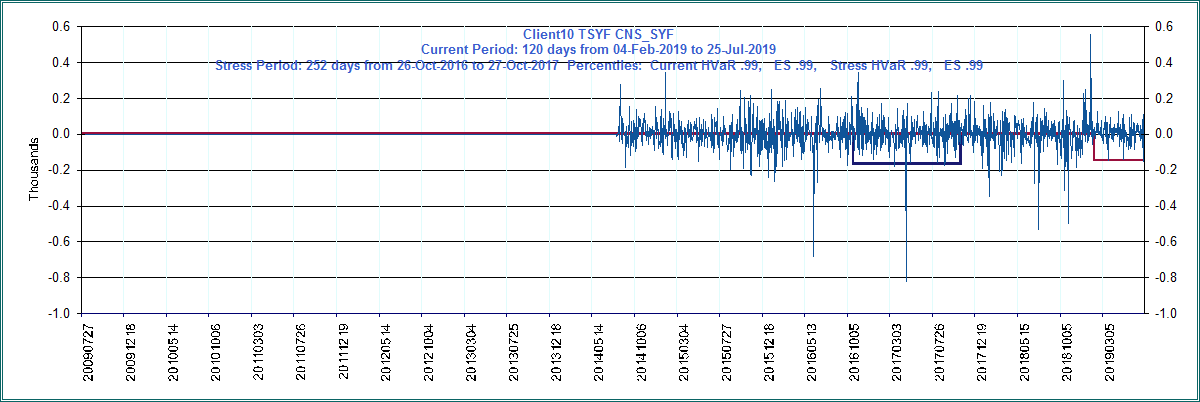 Client10 TSYF CNS_SYF
Current Period: 120 days from 04-Feb-2019 to 25-Jul-2019
Stress Period: 252 days from 26-Oct-2016 to 27-Oct-2017 Percentiles: Current HVaR .99, ES .99, Stress HVaR .99, ES .99
Thousands
0.6 0.6
0.4 0.4
0.2 0.2
0.0 0.0
-0.2 -0.2
-0.4 -0.4
-0.6 -0.6
-0.8 -0.8
-1.0 -1.0
20090727 20091218 20100514 20101006 20110303 20110726 20111219 20120514 20121004 20130304 20130725 20131218 20140514 20141006 20150304 20150727 20151218 20160513 20161005 20170303 20170726 20171219 20180515 20181005 20190305